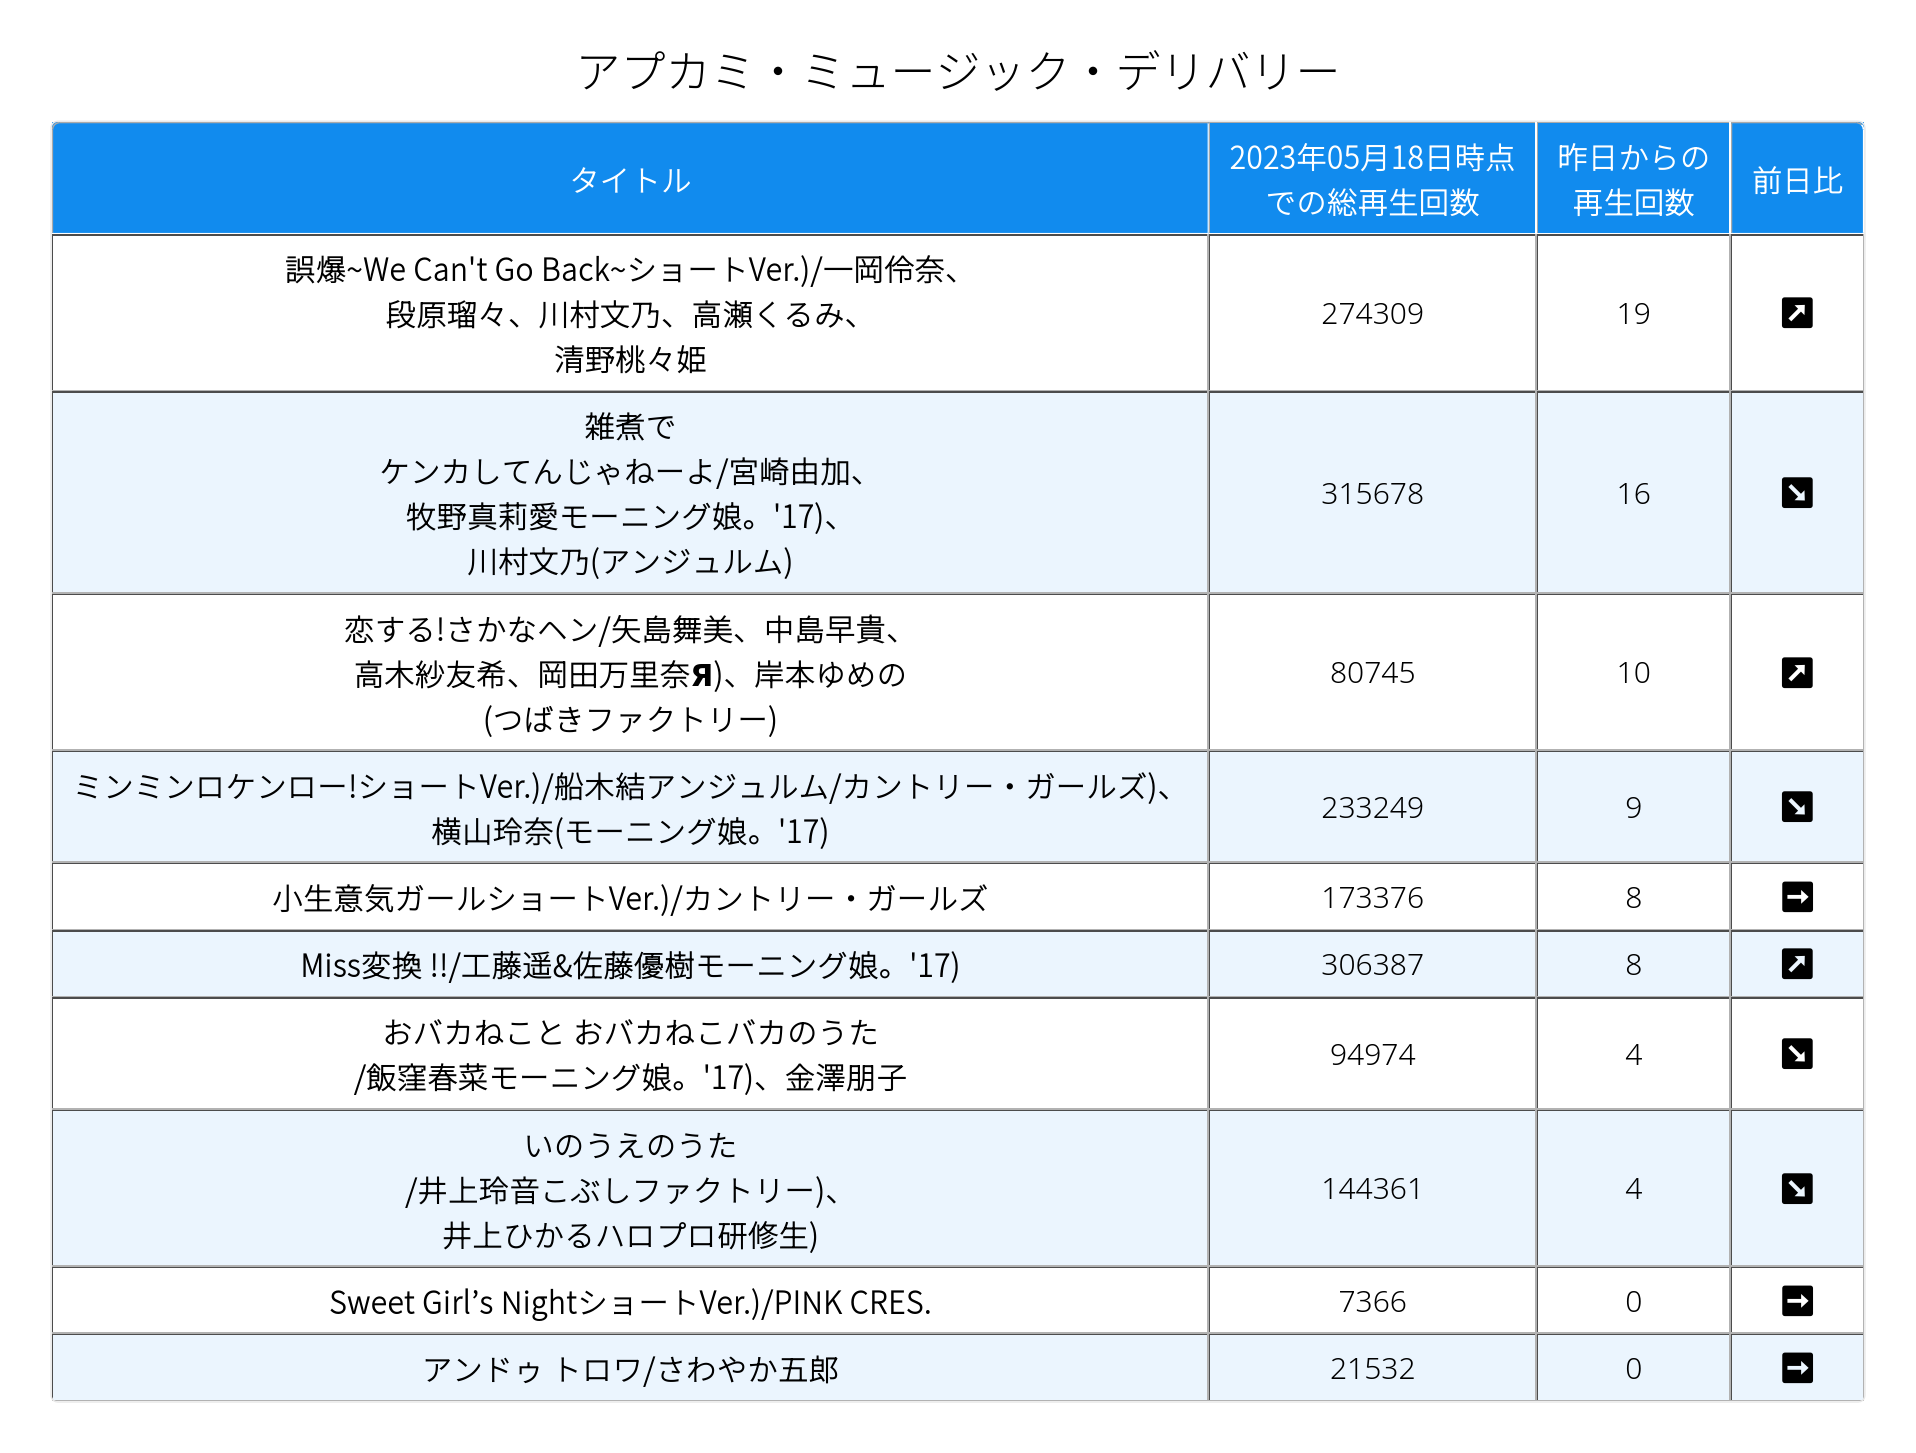 アプカミ・ミュージック・デリバリー
タイトル
2023年05月18日時点
での総再生回数
昨日からの
再生回数
前日比
誤爆~We Can't Go Back~ショートVer.)/一岡伶奈、
段原瑠々、川村文乃、高瀬くるみ、
清野桃々姫
274309
19
雑煮で
ケンカしてんじゃねーよ/宮崎由加、
牧野真莉愛モーニング娘。'17)、
川村文乃(アンジュルム)
315678
16
恋する!さかなヘン/矢島舞美、中島早貴、
高木紗友希、岡田万里奈Я)、岸本ゆめの
(つばきファクトリー)
80745
10
ミンミンロケンロー!ショートVer.)/船木結アンジュルム/カントリー・ガールズ)、
横山玲奈(モーニング娘。'17)
233249
9
小生意気ガールショートVer.)/カントリー・ガールズ
173376
8
Miss変換 !!/工藤遥&佐藤優樹モーニング娘。'17)
306387
8
おバカねこと おバカねこバカのうた
/飯窪春菜モーニング娘。'17)、金澤朋子
94974
4
いのうえのうた
/井上玲音こぶしファクトリー)、
井上ひかるハロプロ研修生)
144361
4
Sweet Girl’s NightショートVer.)/PINK CRES.
7366
0
アンドゥ トロワ/さわやか五郎
21532
0